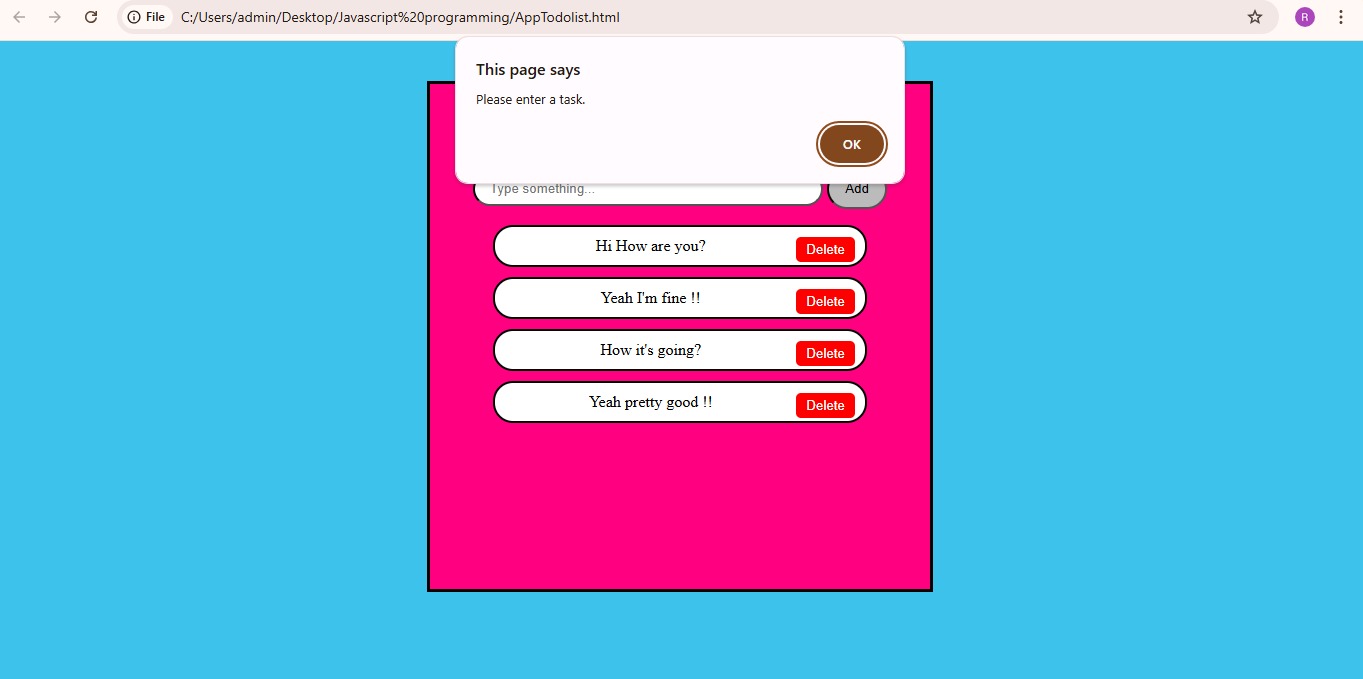 File C:/Users/admin/Desktop/Javascript%20programming/AppTodolist.html
R
This page says
Please enter a task.
OK
Type something...
Add
Hi How are you?
Delete
Yeah I'm fine !!
Delete
How it's going?
Delete
Yeah pretty good !!
Delete